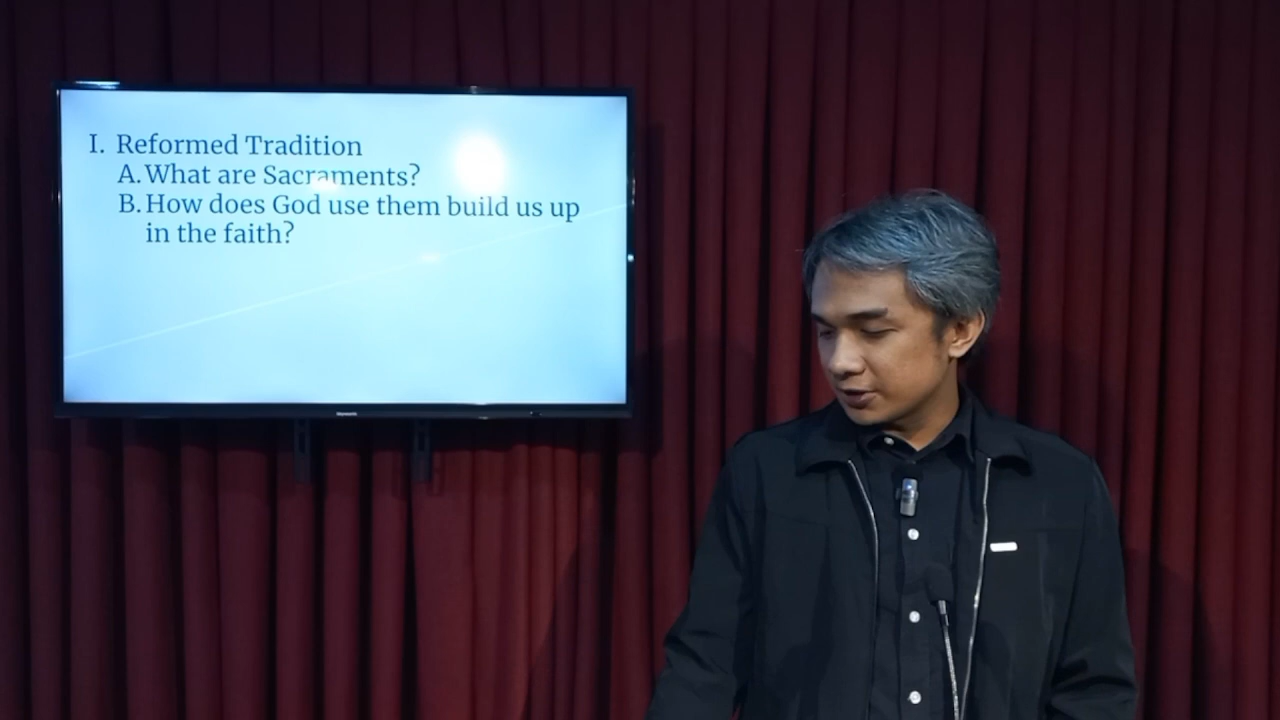 I. Reformed Tradition
A. What are Sacraments?
B. How does God use them build us up
in the faith?